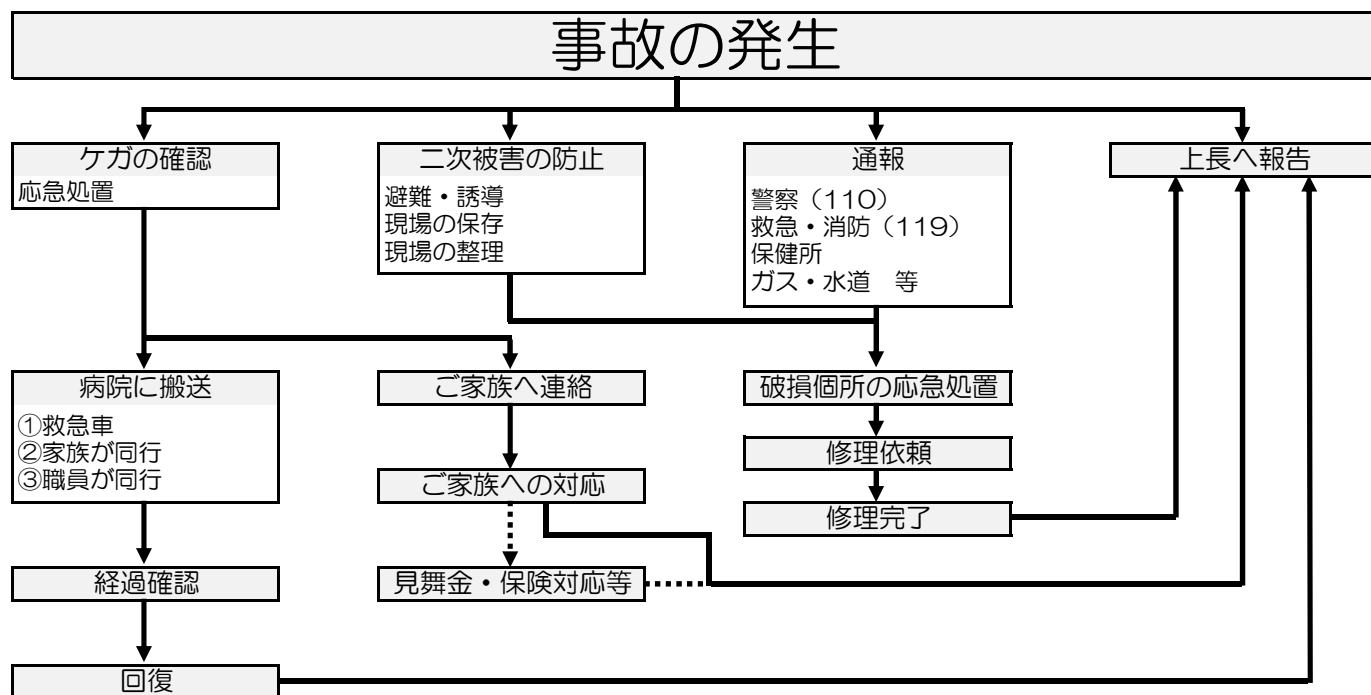 事故の発生
ケガの確認
応急処置
二次被害の防止
避難・誘導
現場の保存
現場の整理
通報
警察（110）
救急・消防（119）
保健所
ガス・水道　等
上長へ報告
病院に搬送
①救急車
②家族が同行
③職員が同行
ご家族へ連絡
破損個所の応急処置
修理依頼
ご家族への対応
修理完了
経過確認
見舞金・保険対応等
回復